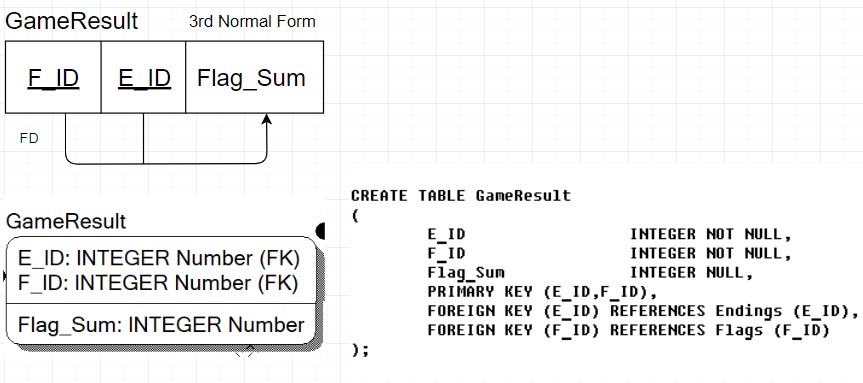 GameResult 3rd Normal Form
F_ID E_ID Flag_Sum
FD
GameResult
E_ID: INTEGER Number (FK)
F_ID: INTEGER Number (FK)
Flag_Sum: INTEGER Number
CREATE TABLE GameResult
(
E_ID INTEGER NOT NULL,
F_ID INTEGER NOT NULL,
Flag_Sum INTEGER NULL,
PRIMARY KEY (E_ID,F_ID),
FOREIGN KEY (E_ID) REFERENCES Endings (E_ID),
FOREIGN KEY (F_ID) REFERENCES Flags (F_ID)
);